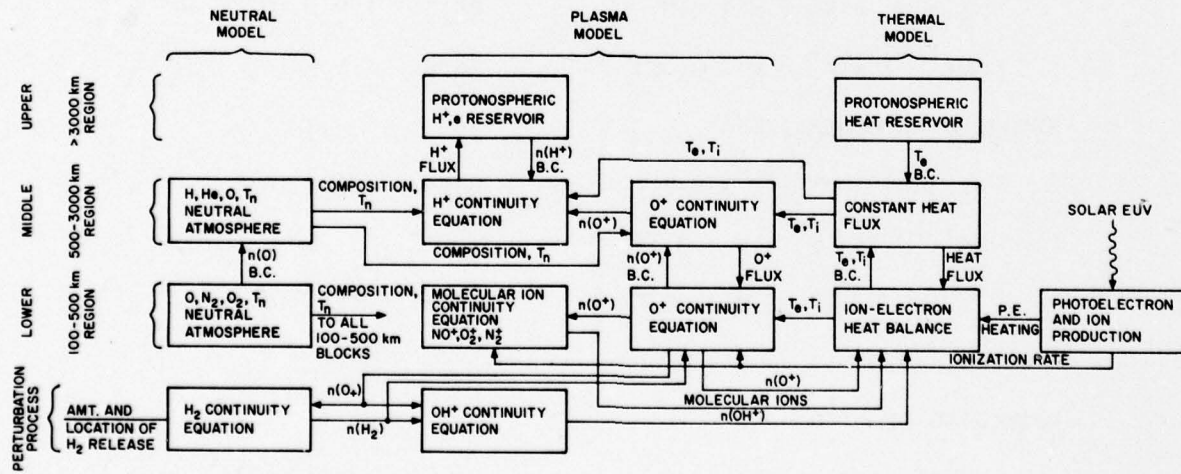 NEUTRAL
MODEL
PLASMA
MODEL
THERMAL
MODEL
UPPER
> 3000 km
REGION
PROTONOSPHERIC
H⁺,e RESERVOIR
PROTONOSPHERIC
HEAT RESERVOIR
H⁺
FLUX
n(H⁺)
B.C.
Te, Ti
Te
B.C.
MIDDLE
500-3000 km
REGION
H, He, O, Tn
NEUTRAL
ATMOSPHERE
COMPOSITION,
Tn
H⁺ CONTINUITY
EQUATION
n(O⁺)
O⁺ CONTINUITY
EQUATION
Te, Ti
CONSTANT HEAT
FLUX
SOLAR EUV
n(O)
B.C.
COMPOSITION, Tn
n(O⁺)
B.C.
O⁺
FLUX
Te, Ti
B.C.
HEAT
FLUX
LOWER
100-500 km
REGION
O, N2, O2, Tn
NEUTRAL
ATMOSPHERE
COMPOSITION,
Tn
TO ALL
100-500 km
BLOCKS
MOLECULAR ION
CONTINUITY
EQUATION
NO⁺, O2⁺, N2⁺
n(O⁺)
O⁺ CONTINUITY
EQUATION
Te, Ti
ION-ELECTRON
HEAT BALANCE
P.E.
HEATING
PHOTOELECTRON
AND ION
PRODUCTION
IONIZATION RATE
PERTURBATION
PROCESS
AMT. AND
LOCATION OF
H2 RELEASE
H2 CONTINUITY
EQUATION
n(O+)
n(H2)
OH⁺ CONTINUITY
EQUATION
n(O⁺)
MOLECULAR IONS
n(OH⁺)